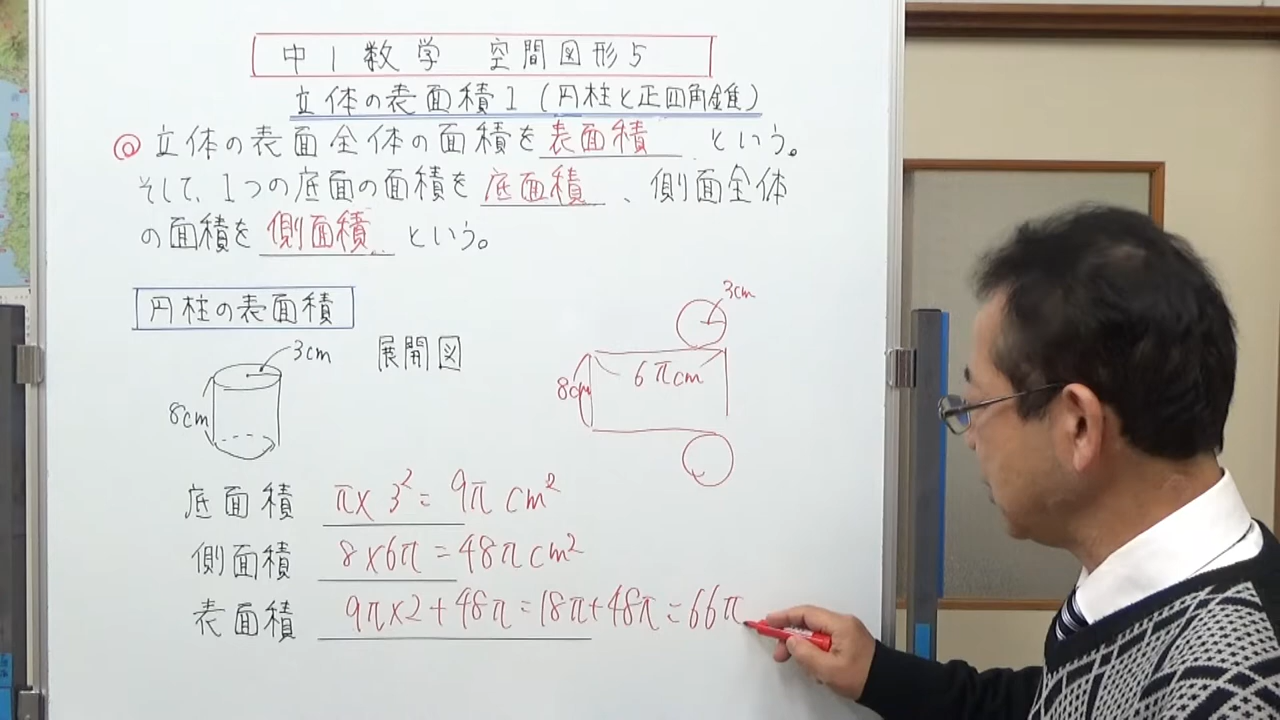 中1数学 空間図形5
立体の表面積1(円柱と正四角錐)
◎立体の表面全体の面積を表面積という。
そして、1つの底面の面積を底面積、側面全体
の面積を側面積という。
円柱の表面積
3cm
8cm
展開図
3cm
6πcm
8cm
底面積 π×3²=9πcm²
側面積 8×6π=48πcm²
表面積 9π×2+48π=18π+48π=66π